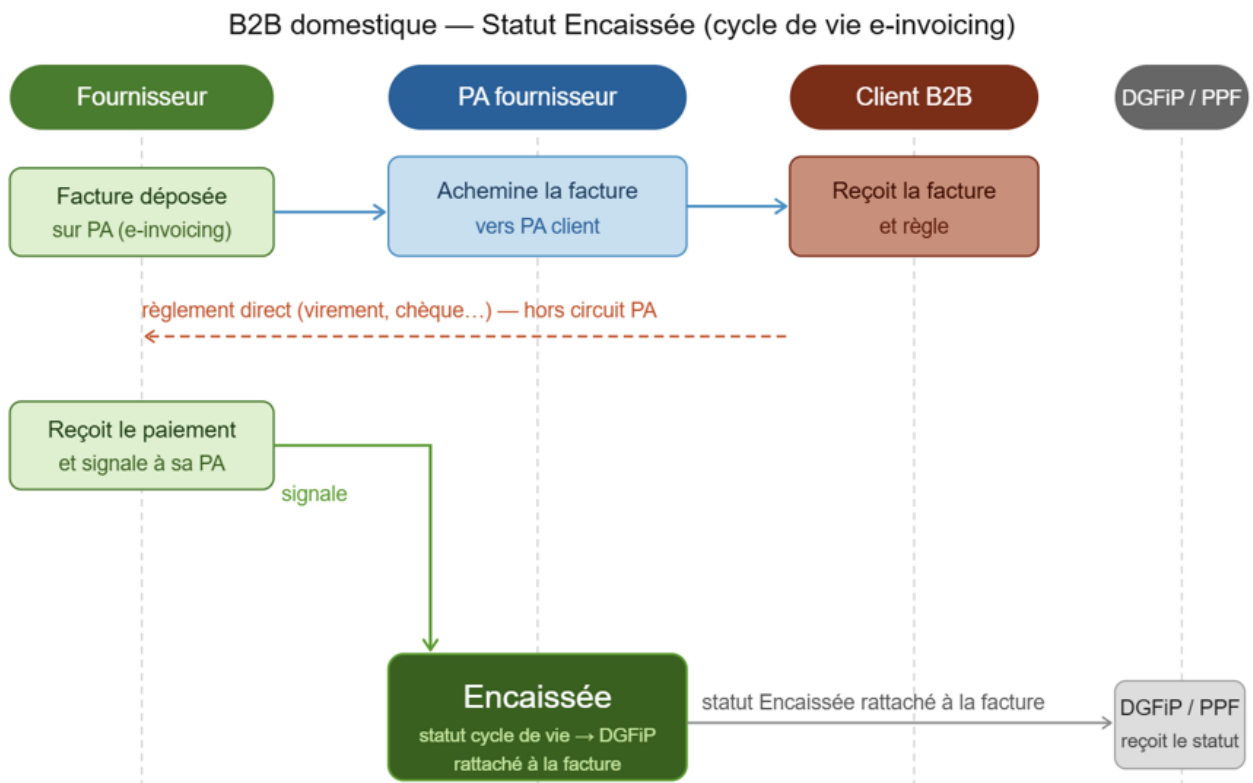 B2B domestique — Statut Encaissée (cycle de vie e-invoicing)
Fournisseur
PA fournisseur
Client B2B
DGFiP / PPF
Facture déposée
sur PA (e-invoicing)
Achemine la facture
vers PA client
Reçoit la facture
et règle
règlement direct (virement, chèque…) — hors circuit PA
Reçoit le paiement
et signale à sa PA
signale
Encaissée
statut cycle de vie → DGFiP
rattaché à la facture
statut Encaissée rattaché à la facture
DGFiP / PPF
reçoit le statut